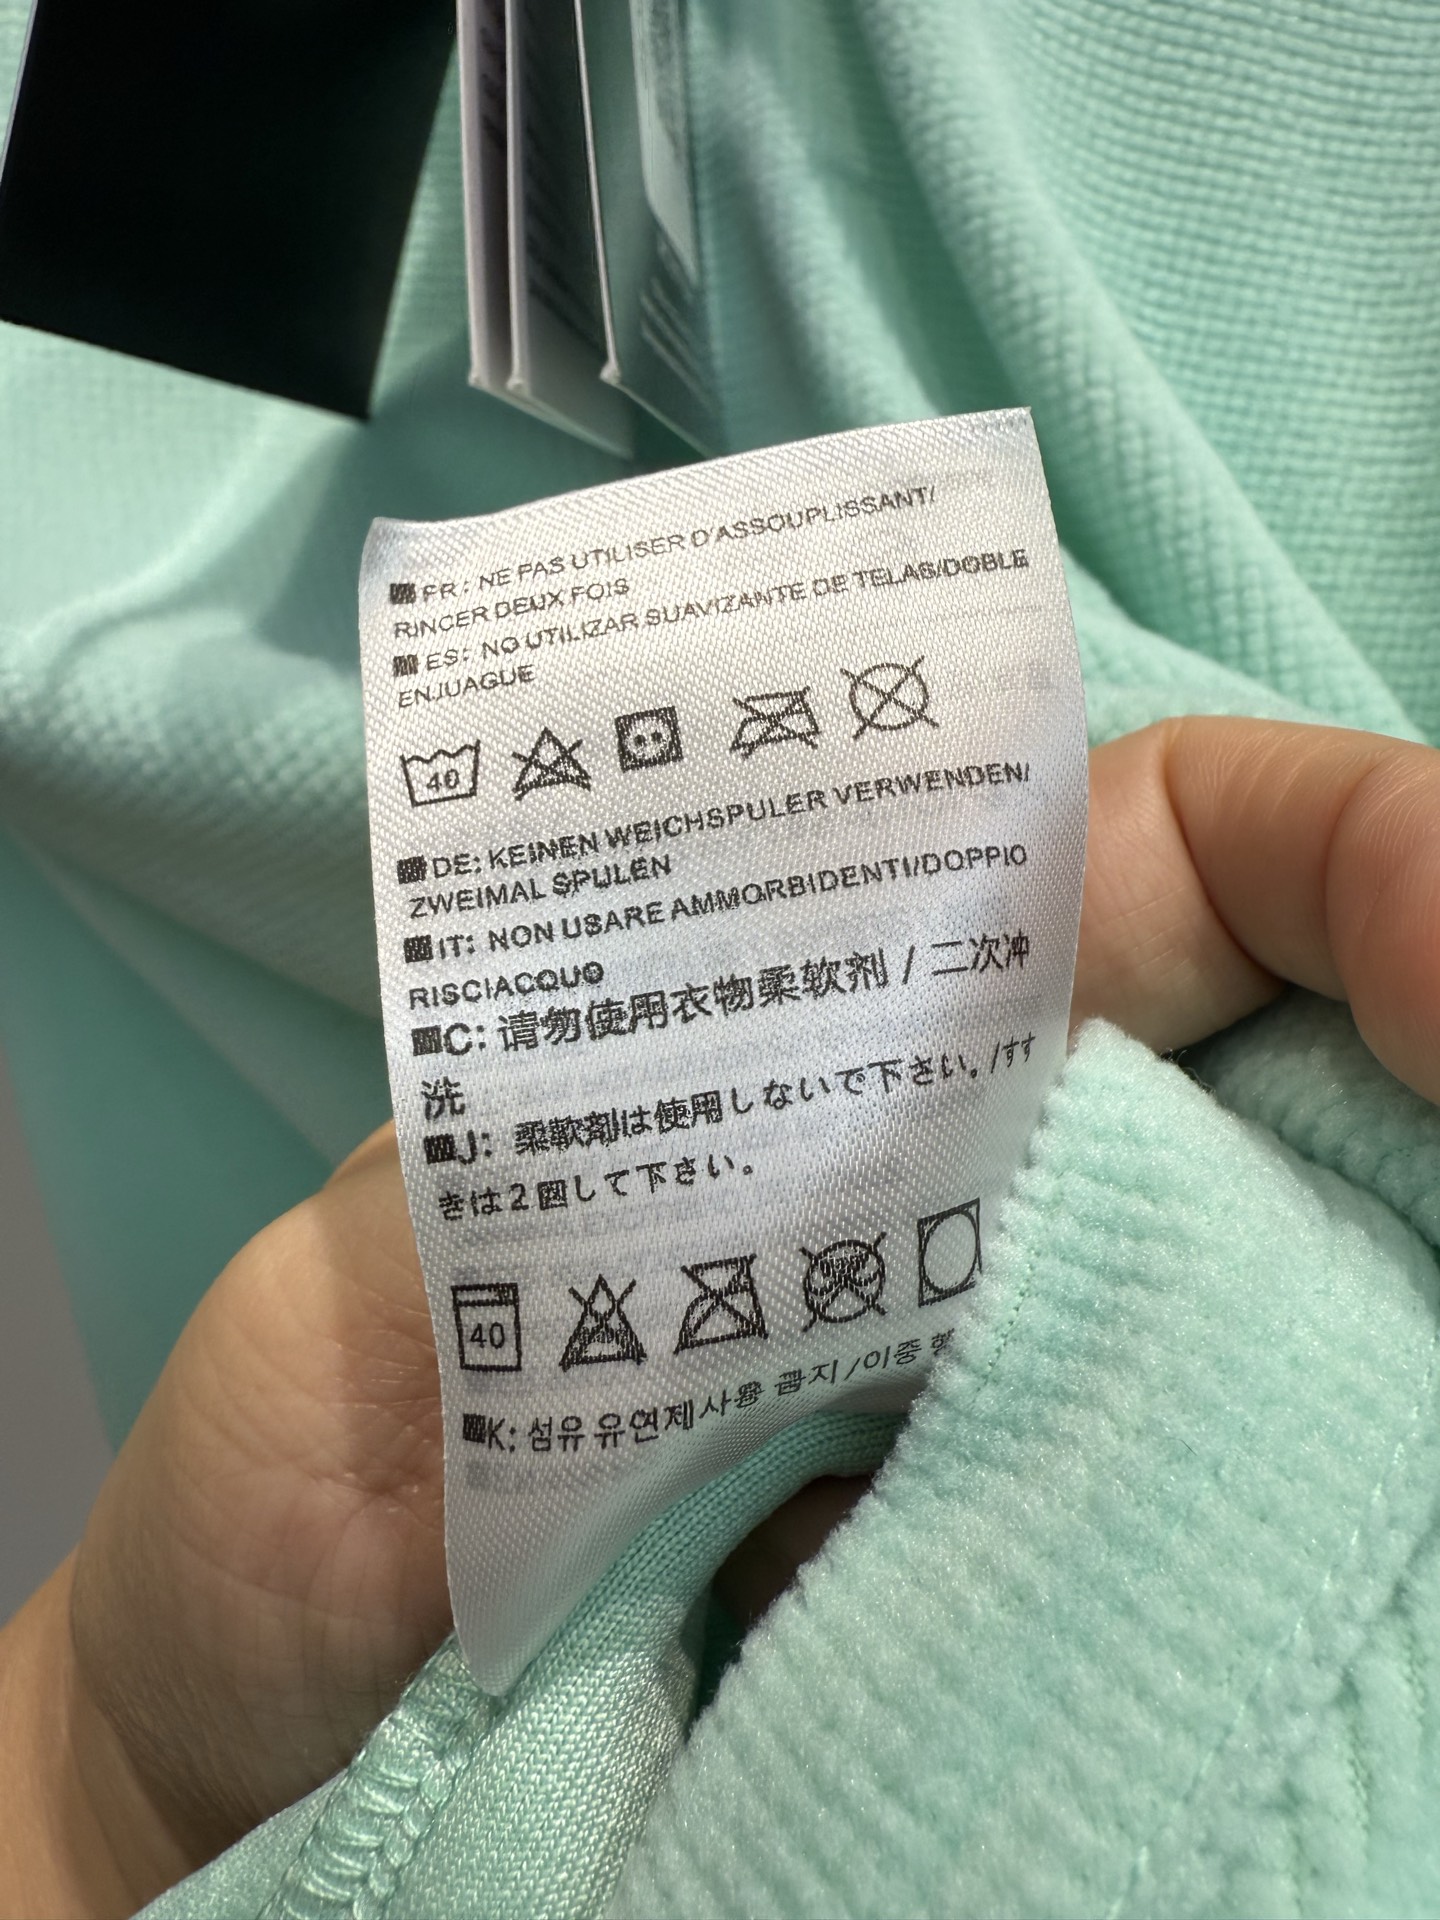 FR: NE PAS UTILISER D'ASSOUPLISSANT/
RINCER DEUX FOIS
ES: NO UTILIZAR SUAVIZANTE DE TELAS/DOBLE
ENJUAGUE
40
DE: KEINEN WEICHSPULER VERWENDEN/
ZWEIMAL SPULEN
IT: NON USARE AMMORBIDENTI/DOPPIO
RISCIACQUO
C: 请勿使用衣物柔软剂 / 二次冲
洗
J: 柔軟剤は使用しないで下さい。/すす
きは2回して下さい。
40
K: 섬유 유연제 사용 금지 /이중